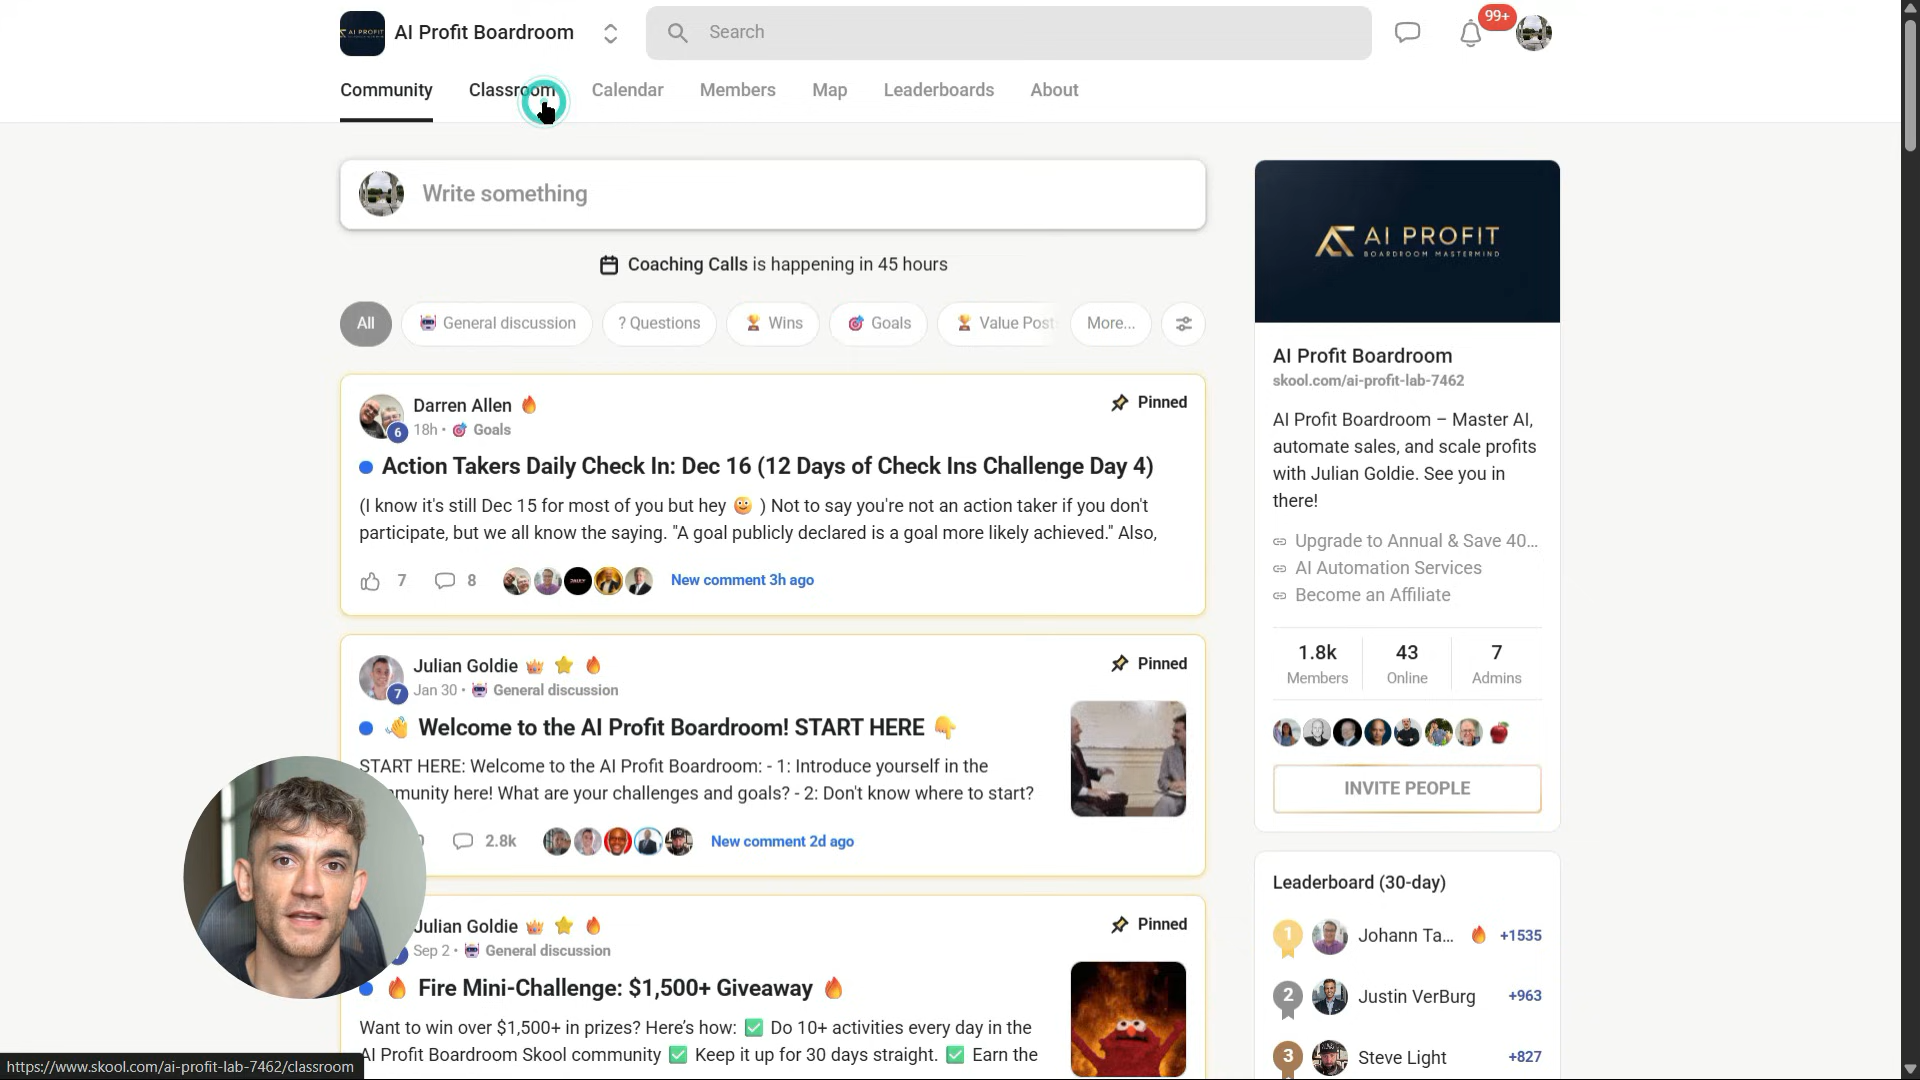 AI PROFIT
AI Profit Boardroom
Search
99+
Community
Classroom
Calendar
Members
Map
Leaderboards
About
Write something
Coaching Calls is happening in 45 hours
All
General discussion
? Questions
Wins
Goals
Value Post
More...
Darren Allen
Pinned
6
18h • Goals
Action Takers Daily Check In: Dec 16 (12 Days of Check Ins Challenge Day 4)
(I know it's still Dec 15 for most of you but hey ) Not to say you're not an action taker if you don't
participate, but we all know the saying. "A goal publicly declared is a goal more likely achieved." Also,
7
8
New comment 3h ago
Julian Goldie
Pinned
7
Jan 30 • General discussion
Welcome to the AI Profit Boardroom! START HERE
START HERE: Welcome to the AI Profit Boardroom: - 1: Introduce yourself in the
munity here! What are your challenges and goals? - 2: Don't know where to start?
2.8k
New comment 2d ago
Julian Goldie
Pinned
Sep 2 • General discussion
Fire Mini-Challenge: $1,500+ Giveaway
Want to win over $1,500+ in prizes? Here's how: ✅ Do 10+ activities every day in the
AI Profit Boardroom Skool community ✅ Keep it up for 30 days straight. ✅ Earn the
AI PROFIT
BOARDROOM MASTERMIND
AI Profit Boardroom
skool.com/ai-profit-lab-7462
AI Profit Boardroom – Master AI,
automate sales, and scale profits
with Julian Goldie. See you in
there!
Upgrade to Annual & Save 40...
AI Automation Services
Become an Affiliate
1.8k
43
7
Members
Online
Admins
INVITE PEOPLE
Leaderboard (30-day)
1
Johann Ta...
+1535
2
Justin VerBurg
+963
3
Steve Light
+827
https://www.skool.com/ai-profit-lab-7462/classroom